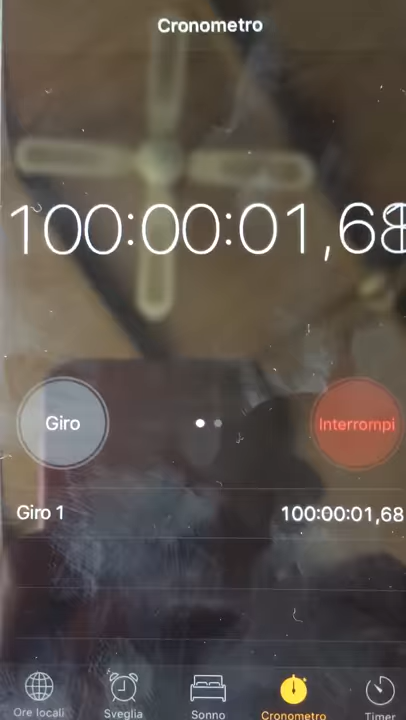 Cronometro
100:00:01,68
Giro
Interrompi
Giro 1 100:00:01,68
Ore locali Sveglia Sonno Cronometro Timer